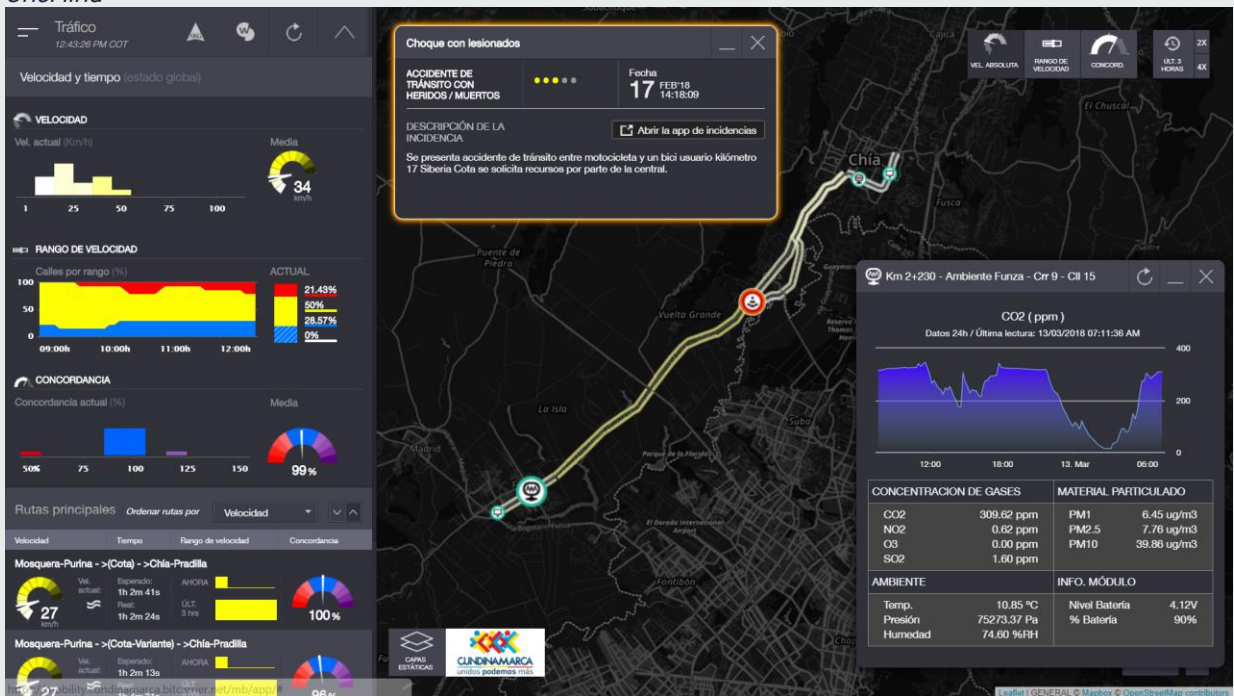 Tráfico
12:43:26 PM COT
Velocidad y tiempo (estado global)
VELOCIDAD
Vel. actual (Km/h)
Media
34
km/h
1 25 50 75 100
RANGO DE VELOCIDAD
Calles por rango (%)
ACTUAL
100
50
0
21.43%
50%
28.57%
0%
09:00h 10:00h 11:00h 12:00h
CONCORDANCIA
Concordancia actual (%)
Media
50% 75 100 125 150
99 %
Rutas principales Ordenar rutas por Velocidad
Velocidad Tiempo Rango de velocidad Concordancia
Mosquera-Purina - >(Cota) - >Chía-Pradilla
Vel. actual:
27
km/h
Esperado:
1h 2m 41s
Real:
1h 2m 24s
AHORA
ÚLT.
3 hrs
100 %
Mosquera-Purina - >(Cota-Variante) - >Chía-Pradilla
Vel.
actual:
27
Esperado:
1h 2m 13s
Real:
AHORA
96%
Choque con lesionados
ACCIDENTE DE
TRÁNSITO CON
HERIDOS / MUERTOS
Fecha
17 FEB'18
14:18:09
DESCRIPCIÓN DE LA
INCIDENCIA
Abrir la app de incidencias
Se presenta accidente de tránsito entre motocicleta y un bici usuario kilómetro
17 Siberia Cota se solicita recursos por parte de la central.
VEL. ABSOLUTA
RANGO DE
VELOCIDAD
CONCORD.
ÚLT. 3
HORAS
2X
4X
Cajicá
El Chuscal
Chía
Fusca
Puente de
Piedra
Vuelta Grande
La Isla
Suba
Madrid
Parque de la Florida
El Dorado International
Airport
Fontibón
Km 2+230 - Ambiente Funza - Crr 9 - Cll 15
CO2 ( ppm )
Datos 24h / Última lectura: 13/03/2018 07:11:36 AM
400
200
0
12:00 18:00 13. Mar 06:00
CONCENTRACION DE GASES
CO2 309.62 ppm
NO2 0.62 ppm
O3 0.00 ppm
SO2 1.60 ppm
MATERIAL PARTICULADO
PM1 6.45 ug/m3
PM2.5 7.76 ug/m3
PM10 39.86 ug/m3
AMBIENTE
Temp. 10.85 ºC
Presión 75273.37 Pa
Humedad 74.60 %RH
INFO. MÓDULO
Nivel Batería 4.12V
% Batería 90%
CAPAS
ESTÁTICAS
CUNDINAMARCA
unidos podemos más
Leaflet | GENERAL © Mapbox © OpenStreetMap contributors